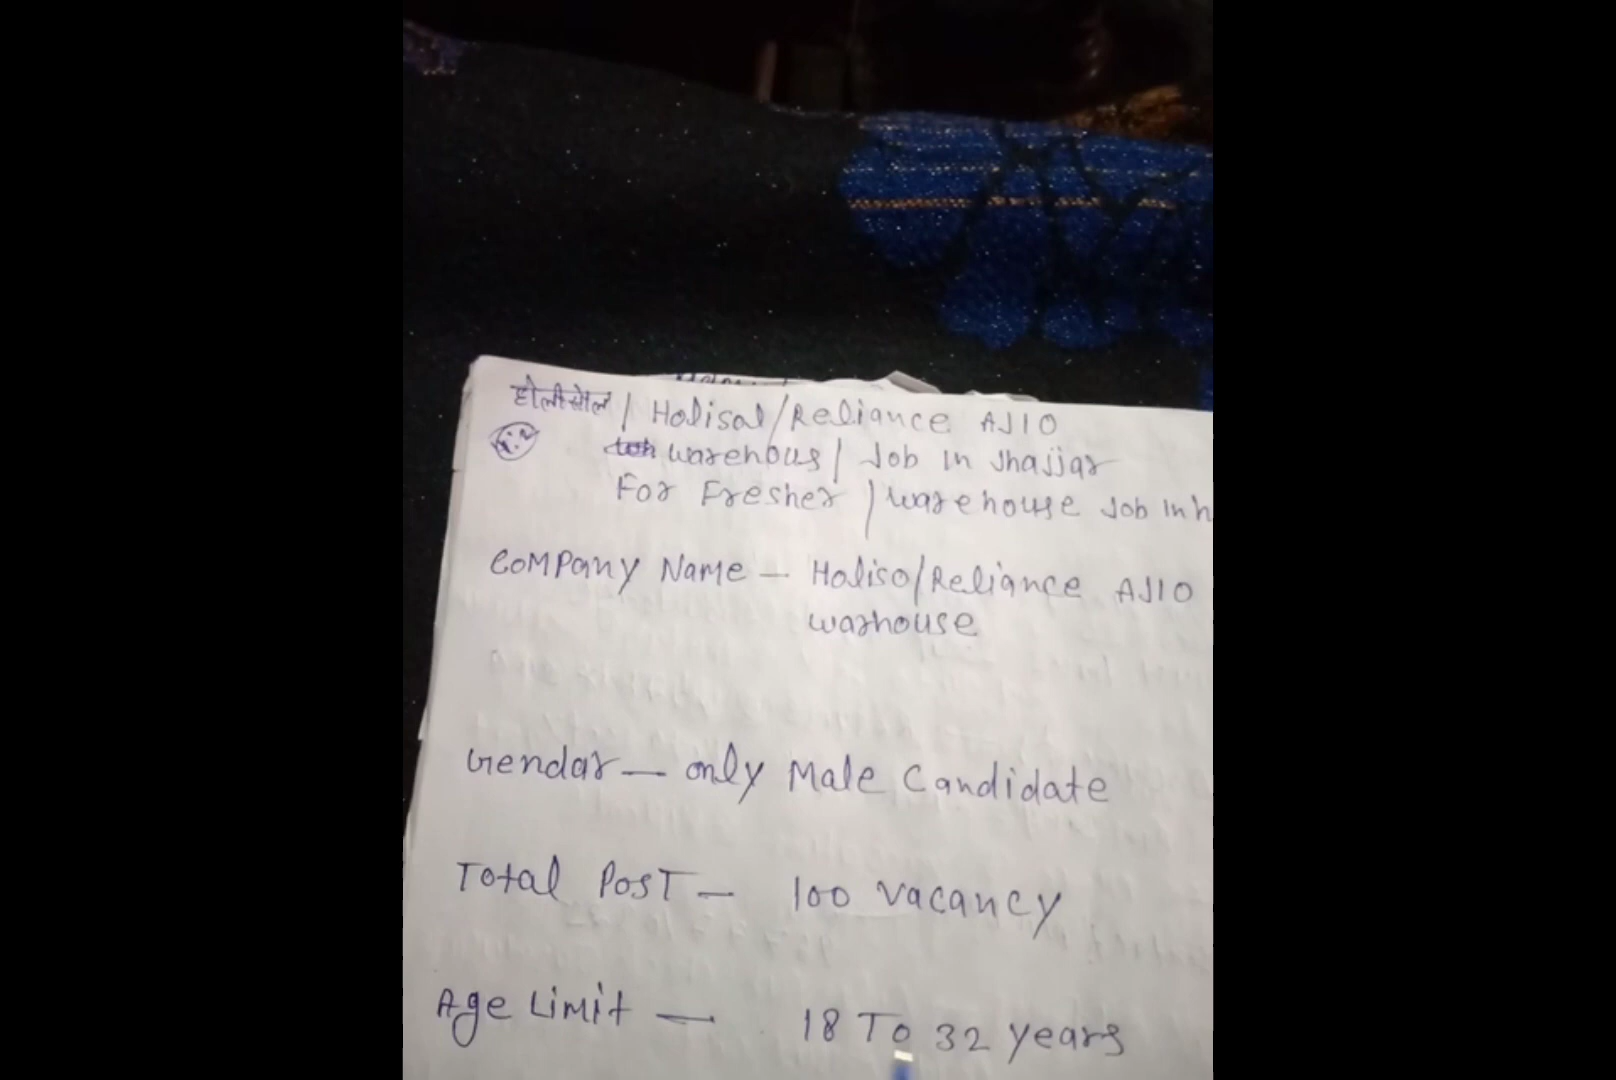 होलीसोल / Holisol/Reliance AJIO
warehous / Job in Jhajjar
For Fresher / warehouse Job in h
Company Name — Holiso/Reliance AJIO
warhouse
Gendar — only Male Candidate
Total Post — 100 vacancy
Age Limit — 18 To 32 years